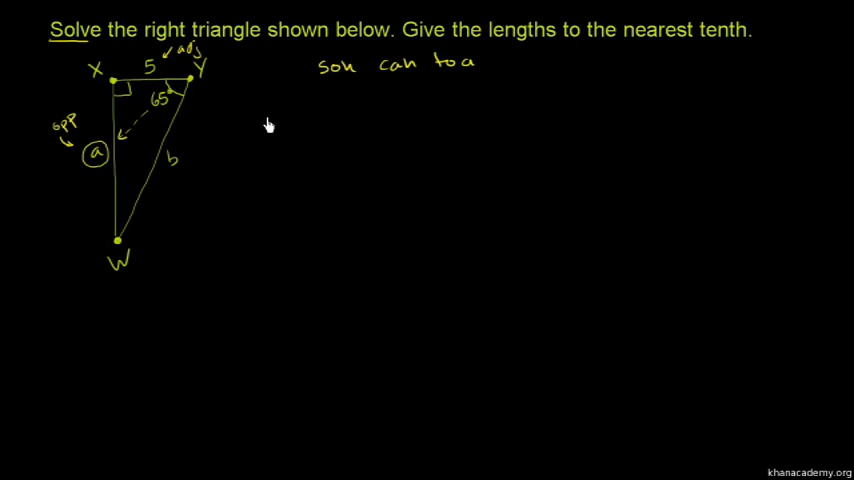 Solve the right triangle shown below. Give the lengths to the nearest tenth.
X 5 adj Y
soh cah toa
65°
opp
a
b
W
khanacademy.org